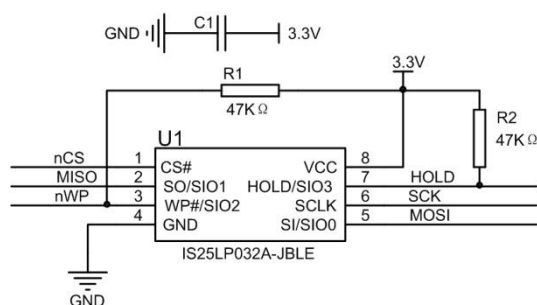 C1
GND
3.3V
R1
3.3V
47KΩ
R2
47KΩ
U1
nCS 1 CS# VCC 8
MISO 2 SO/SIO1 HOLD/SIO3 7 HOLD
nWP 3 WP#/SIO2 SCLK 6 SCK
4 GND SI/SIO0 5 MOSI
IS25LP032A-JBLE
GND